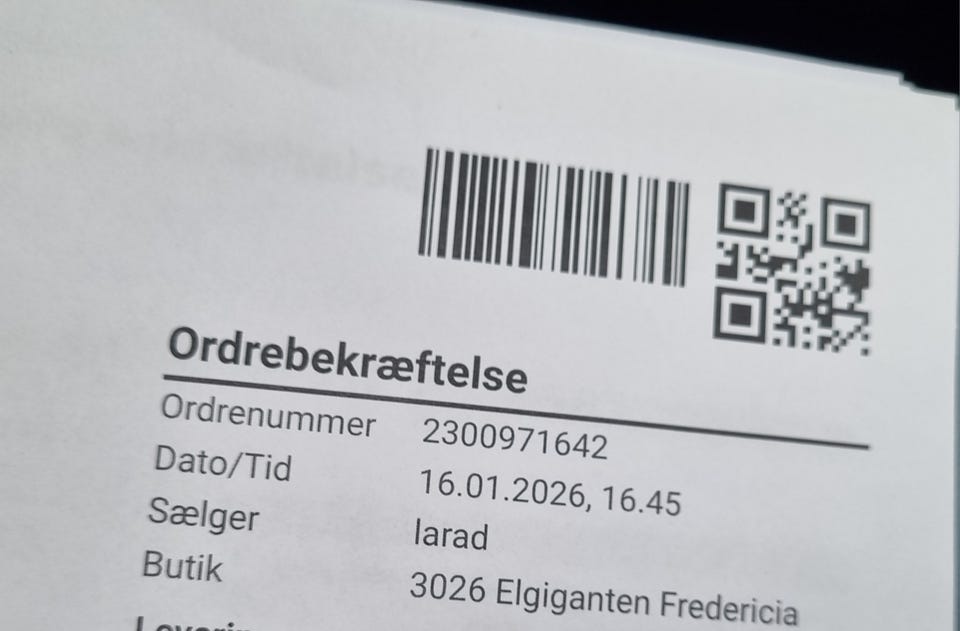 Ordrebekræftelse
Ordrenummer 2300971642
Dato/Tid 16.01.2026, 16.45
Sælger larad
Butik 3026 Elgiganten Fredericia